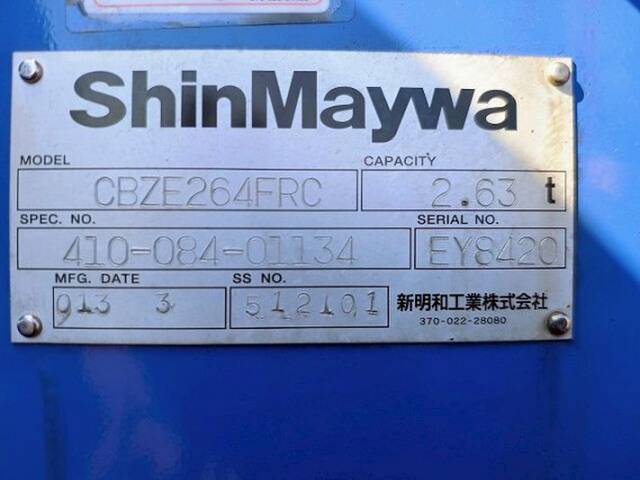 ShinMaywa
MODEL CAPACITY
CBZE264FRC 2.63 t
SPEC. NO. SERIAL NO.
410-084-01134 EY8420
MFG. DATE SS NO.
913 3 512101 新明和工業株式会社
370-022-28080